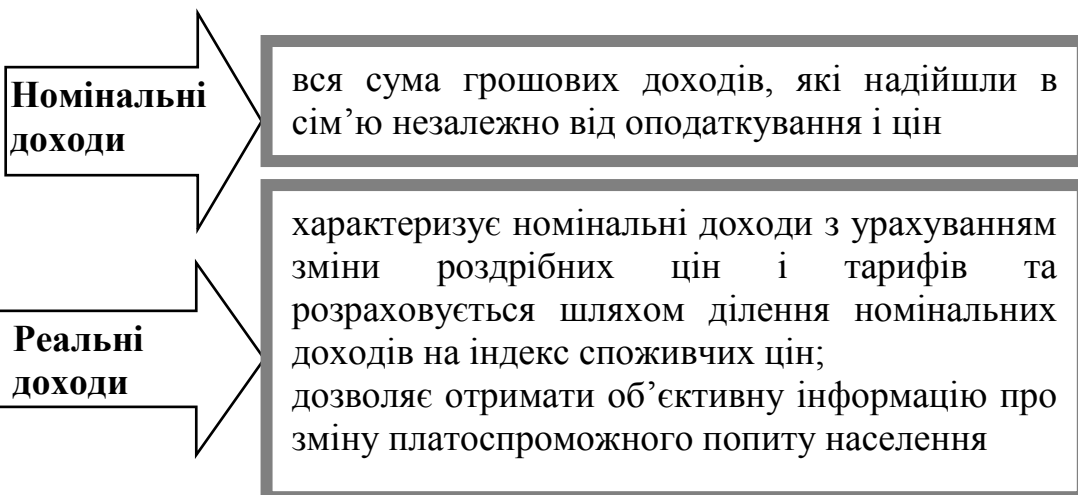 Номінальні
доходи
вся сума грошових доходів, які надійшли в
сім’ю незалежно від оподаткування і цін
Реальні
доходи
характеризує номінальні доходи з урахуванням
зміни роздрібних цін і тарифів та
розраховується шляхом ділення номінальних
доходів на індекс споживчих цін;
дозволяє отримати об’єктивну інформацію про
зміну платоспроможного попиту населення